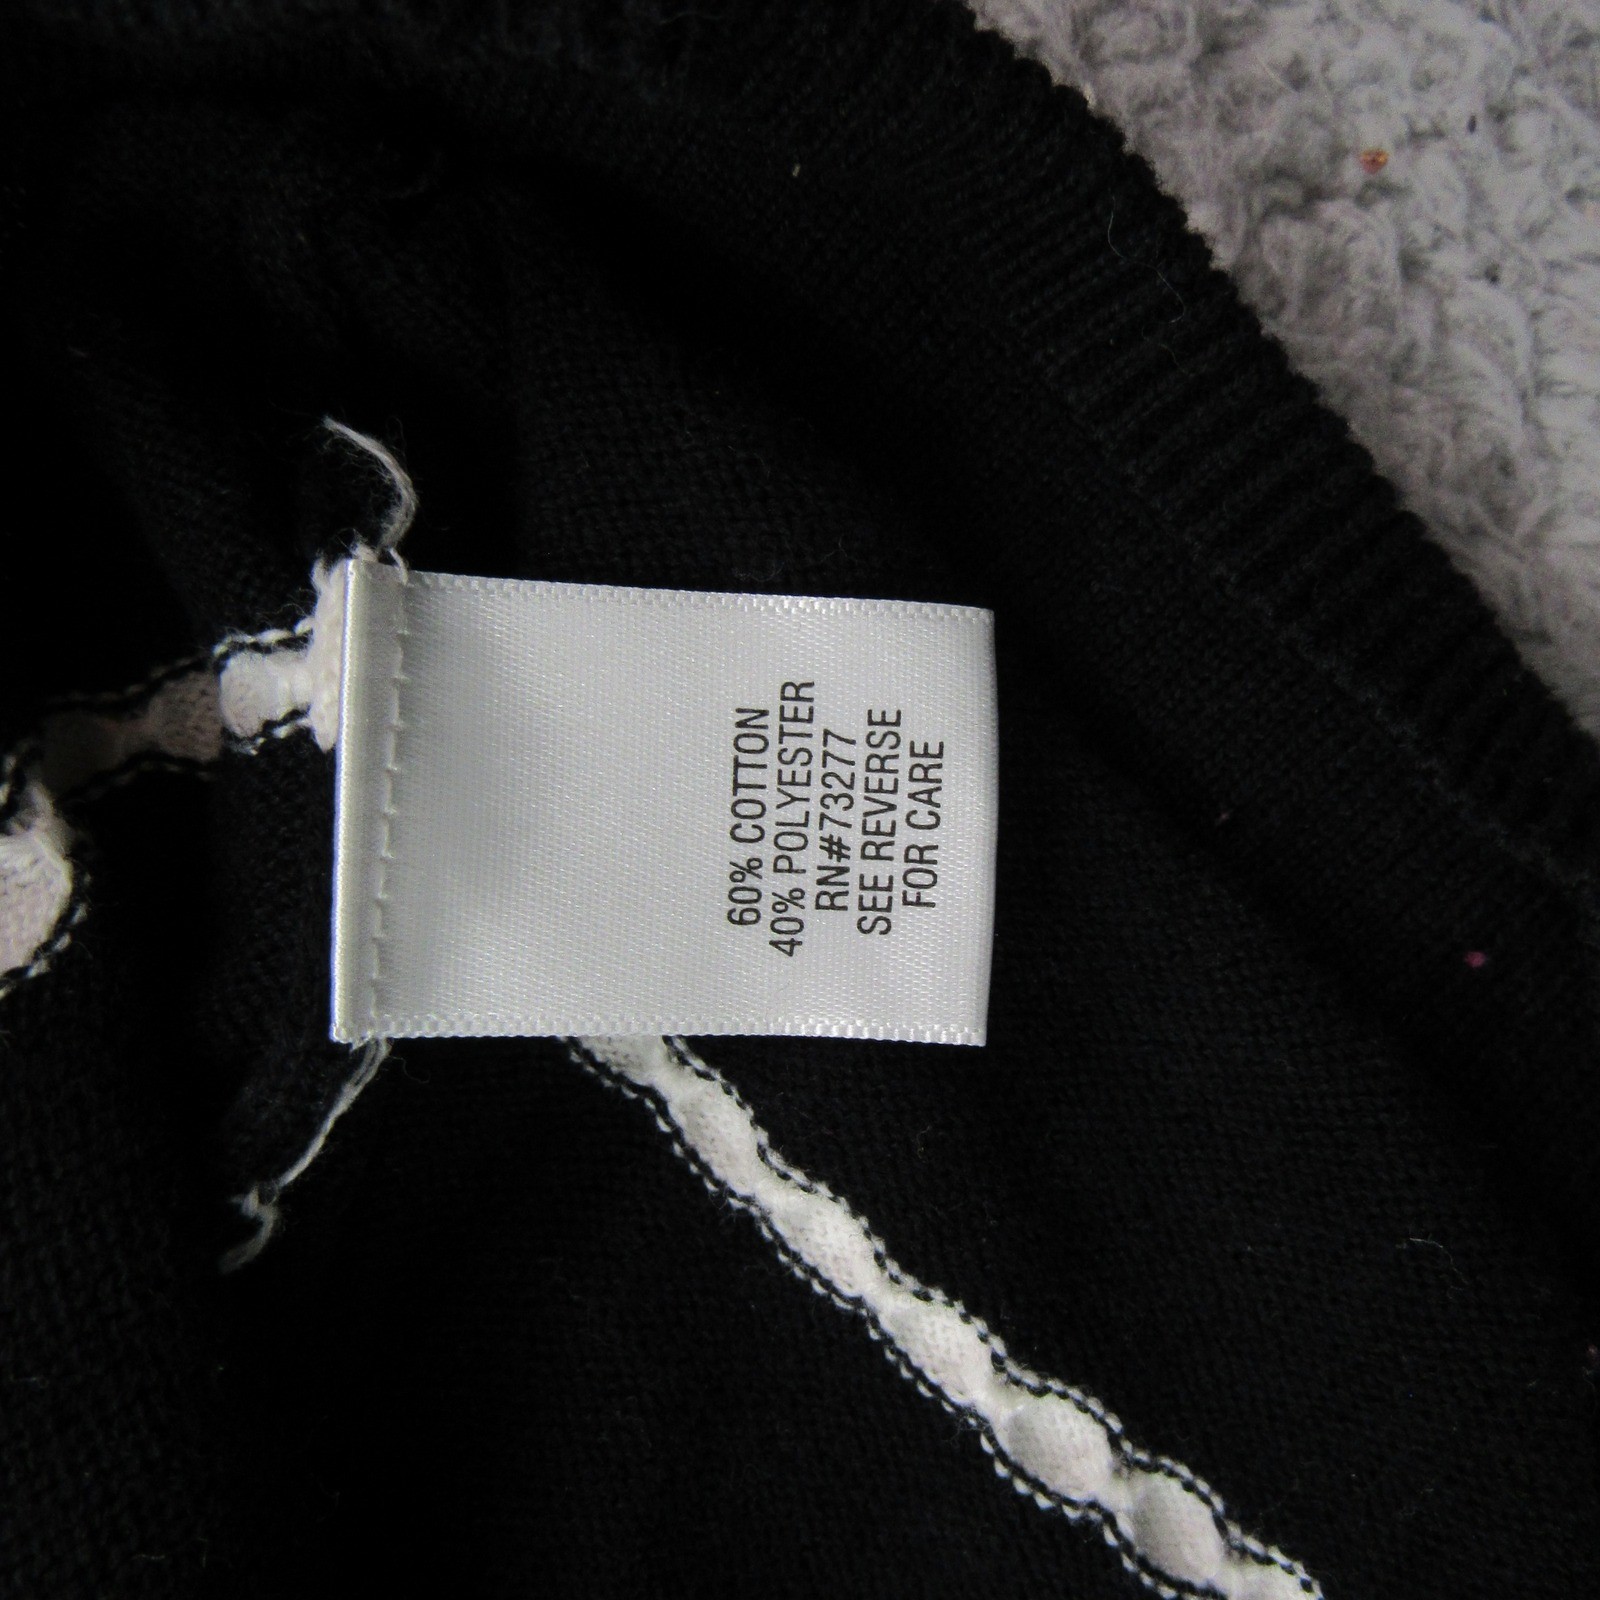 60% COTTON
40% POLYESTER
RN#73277
SEE REVERSE
FOR CARE